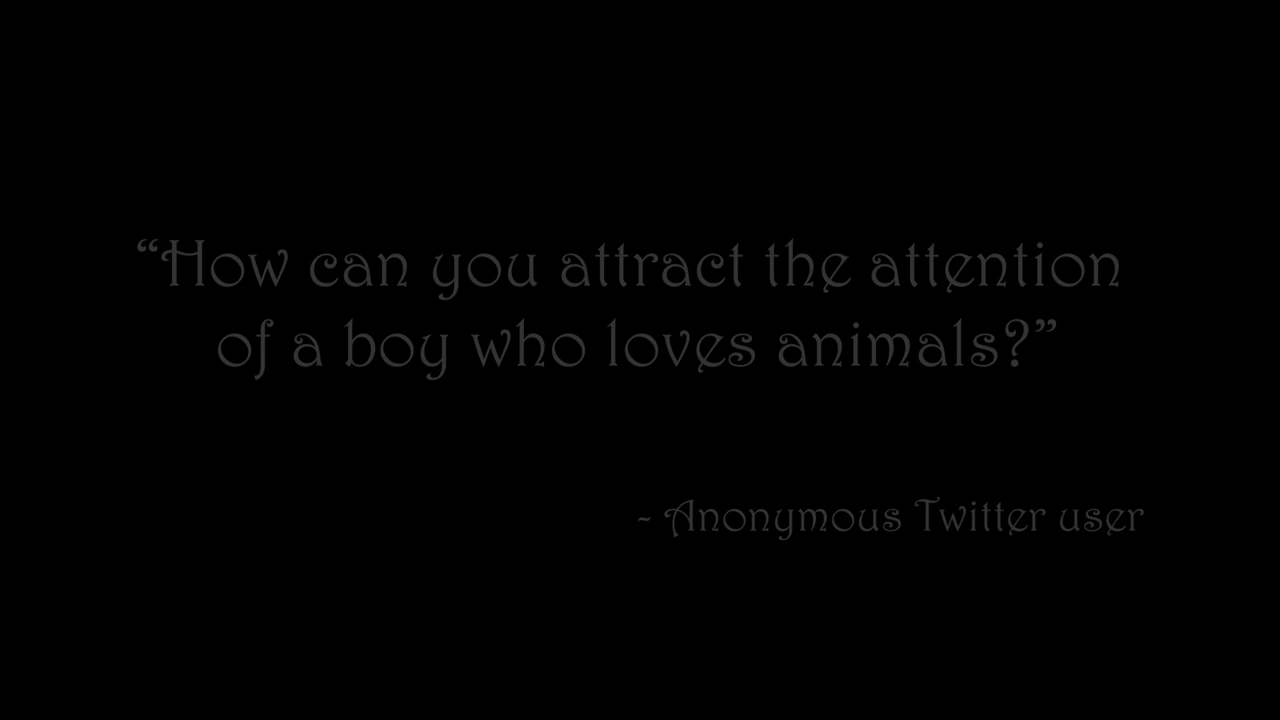 “How can you attract the attention
of a boy who loves animals?”
- Anonymous Twitter user